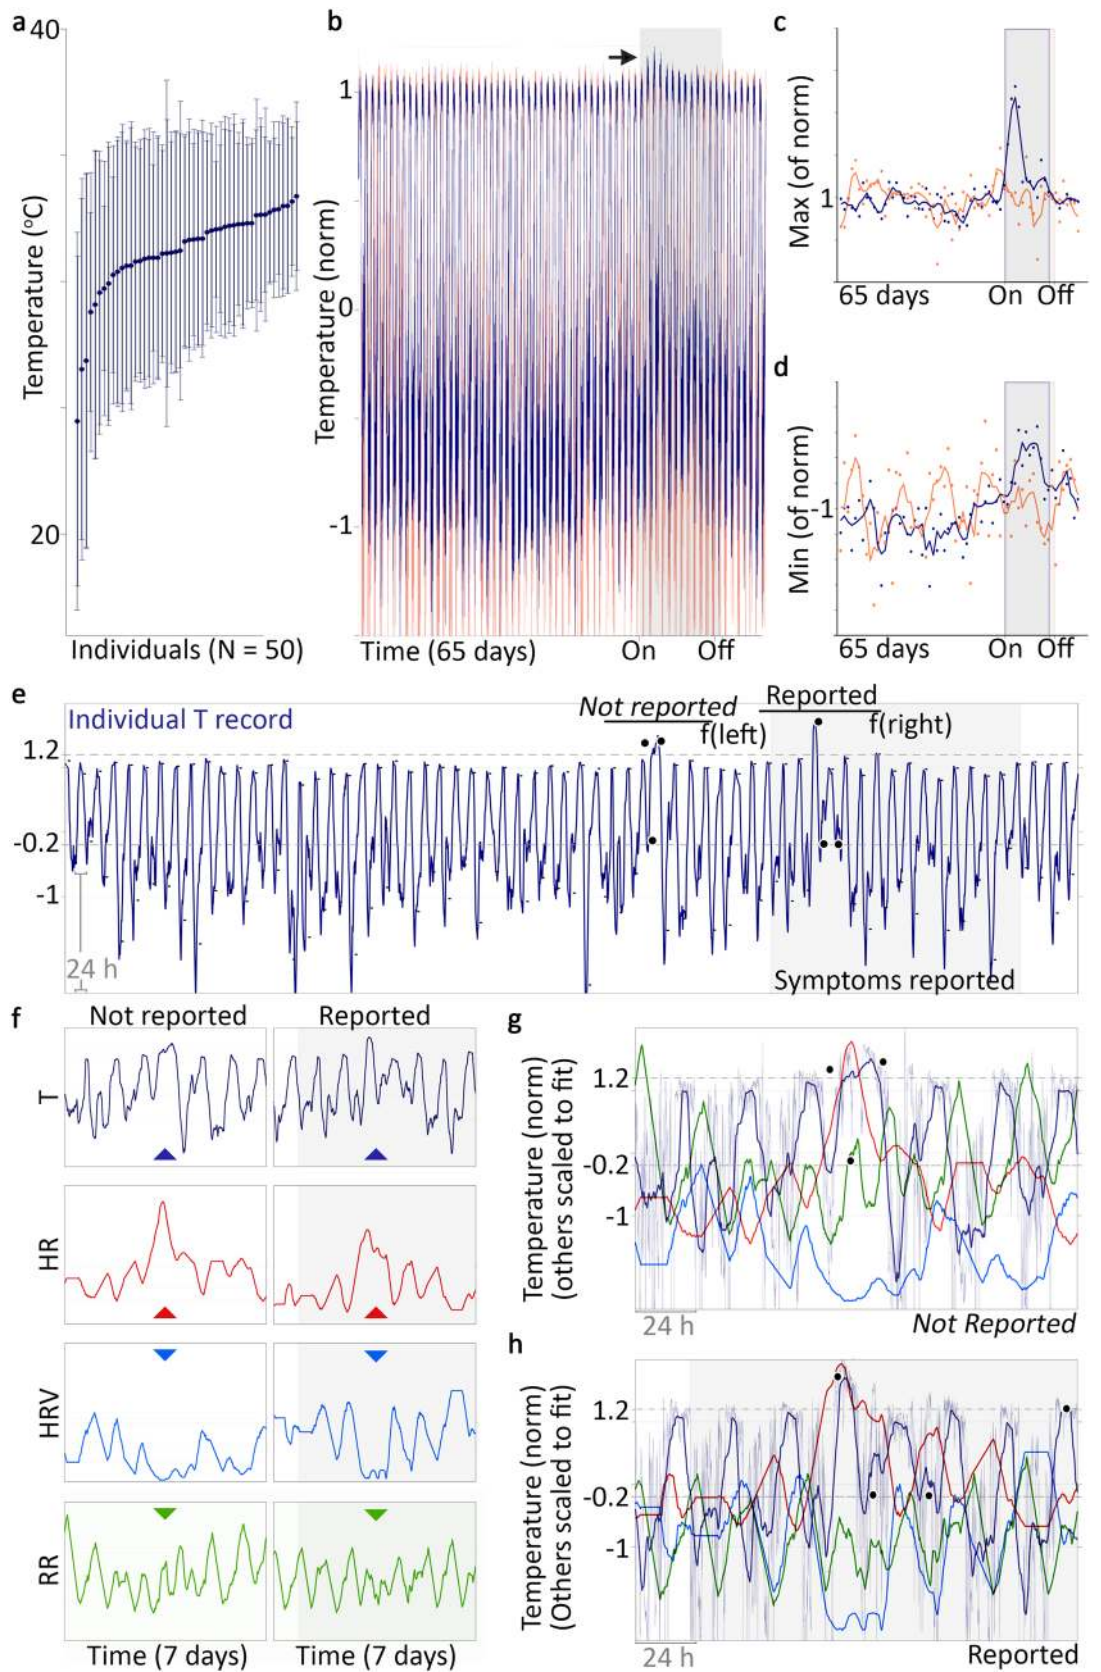 a
40
Temperature (°C)
20
Individuals (N = 50)
b
1
0
-1
Temperature (norm)
Time (65 days)
On
Off
c
Max (of norm)
1
65 days
On
Off
d
Min (of norm)
-1
65 days
On
Off
e
Individual T record
Not reported
f(left)
Reported
f(right)
1.2
-0.2
-1
24 h
Symptoms reported
f
Not reported
Reported
T
HR
HRV
RR
Time (7 days)
Time (7 days)
g
Temperature (norm)
(others scaled to fit)
1.2
-0.2
-1
24 h
Not Reported
h
Temperature (norm)
(Others scaled to fit)
1.2
-0.2
-1
24 h
Reported